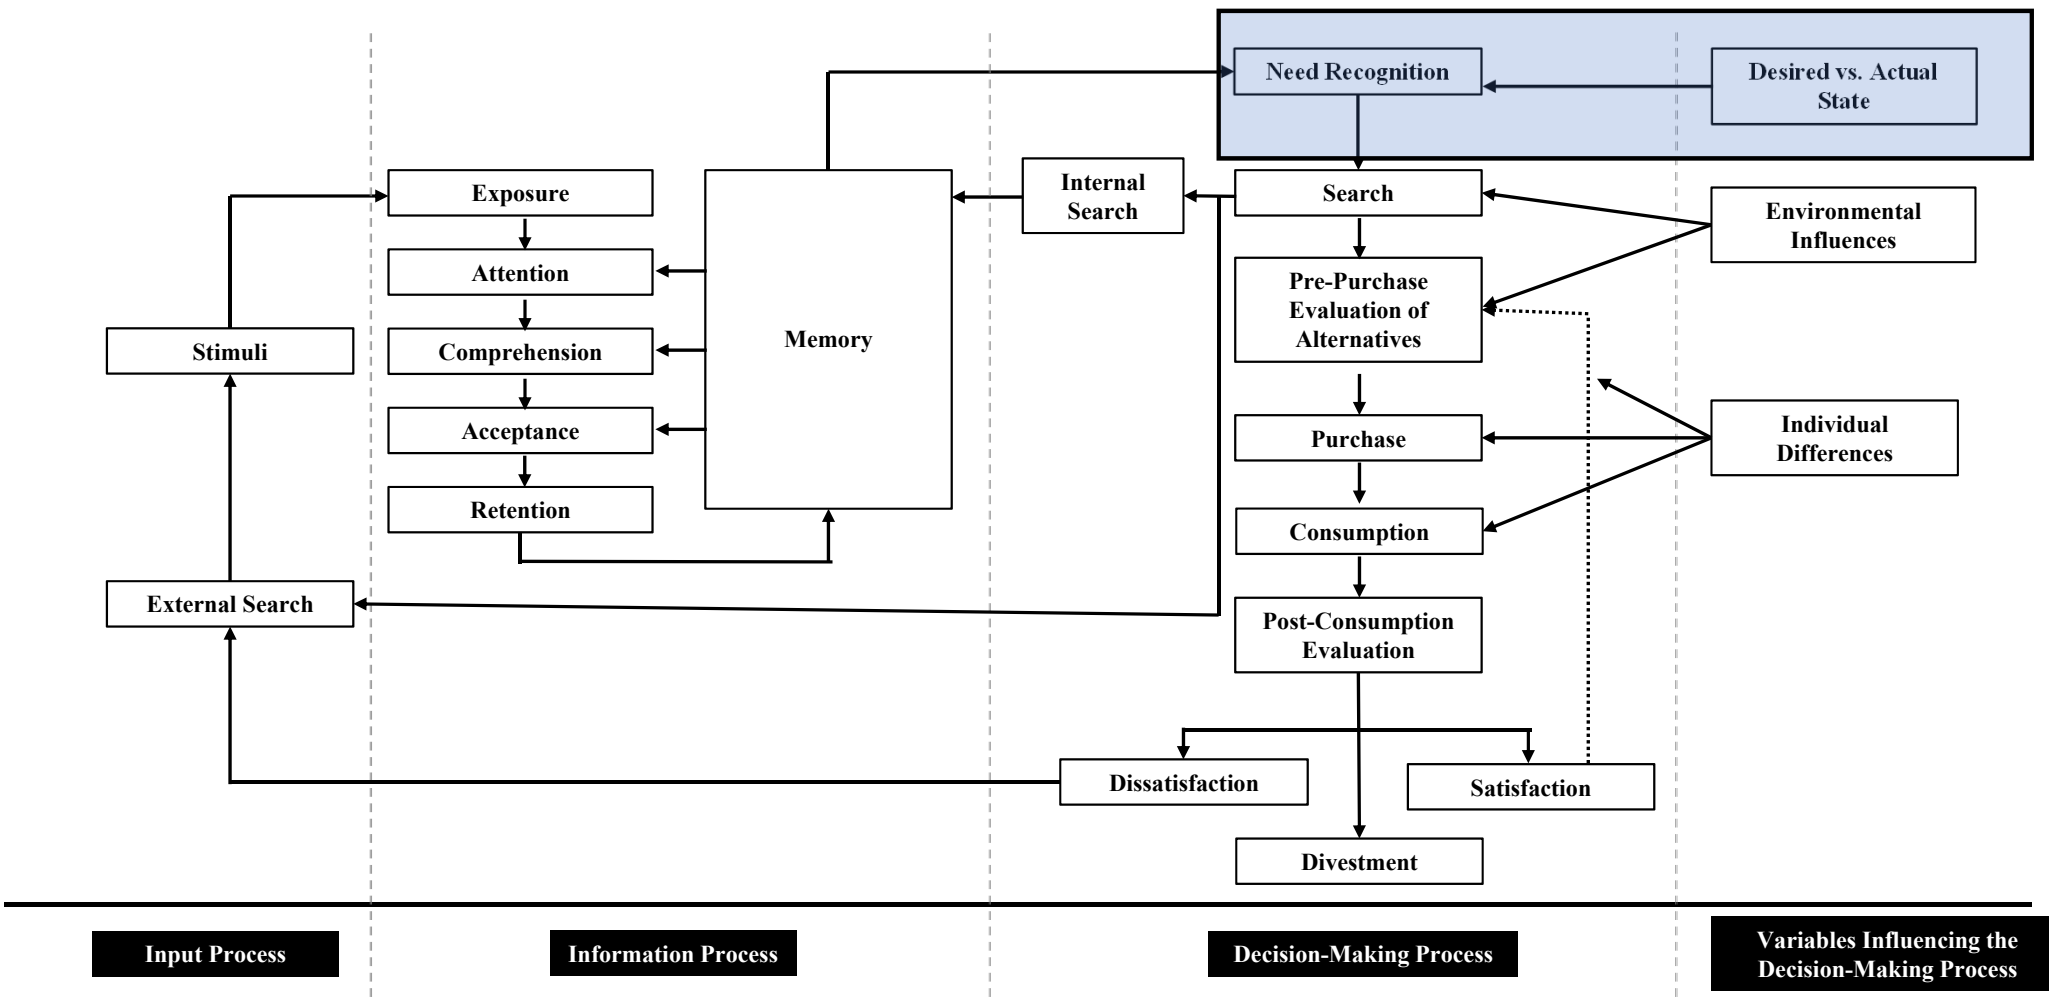 Need Recognition
Desired vs. Actual
State
Exposure
Internal
Search
Search
Environmental
Influences
Attention
Pre-Purchase
Evaluation of
Alternatives
Stimuli
Comprehension
Memory
Acceptance
Purchase
Individual
Differences
Retention
Consumption
External Search
Post-Consumption
Evaluation
Dissatisfaction
Satisfaction
Divestment
Input Process
Information Process
Decision-Making Process
Variables Influencing the
Decision-Making Process